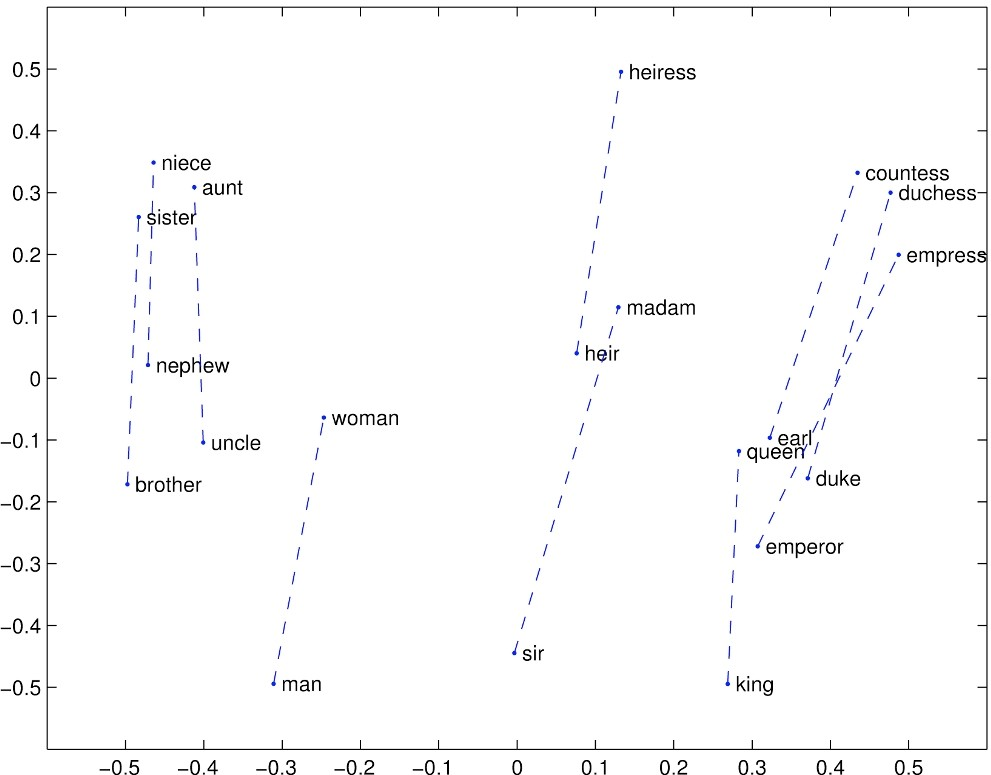 0.5
0.4
0.3
0.2
0.1
0
−0.1
−0.2
−0.3
−0.4
−0.5
heiress
niece
aunt
countess
duchess
sister
empress
madam
heir
nephew
woman
earl
uncle
queen
duke
brother
emperor
sir
man
king
−0.5 −0.4 −0.3 −0.2 −0.1 0 0.1 0.2 0.3 0.4 0.5